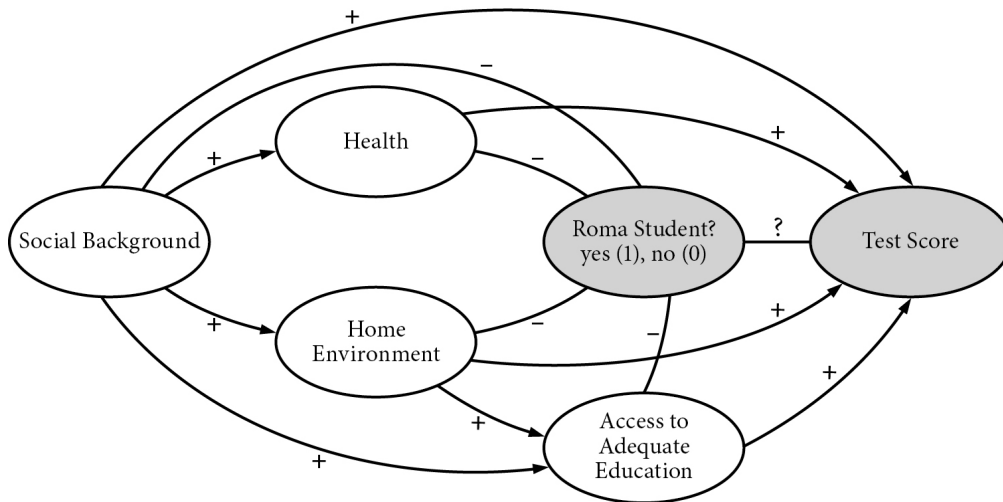 +
–
Health
+
–
+
Social Background
Roma Student?
yes (1), no (0)
?
Test Score
+
Home
Environment
–
+
–
+
+
Access to
Adequate
Education
+